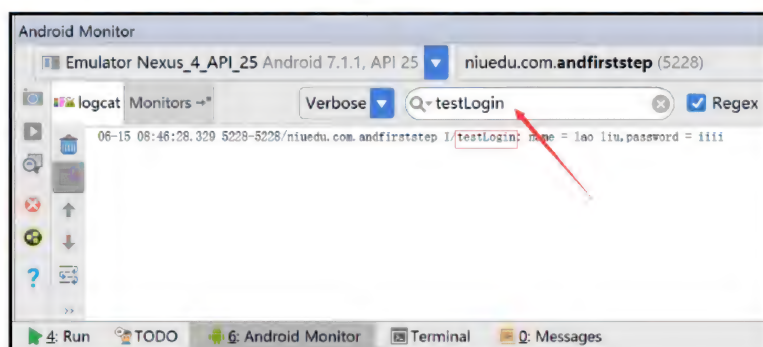 Android Monitor
Emulator Nexus_4_API_25 Android 7.1.1, API 25 niuedu.com.andfirststep (5228)
logcat Monitors →" Verbose testLogin Regex
06-15 08:46:28.329 5228-5228/niuedu.com.andfirststep I/testLogin: name = lao liu,password = iiii
?
>>
4: Run TODO 6: Android Monitor Terminal 0: Messages